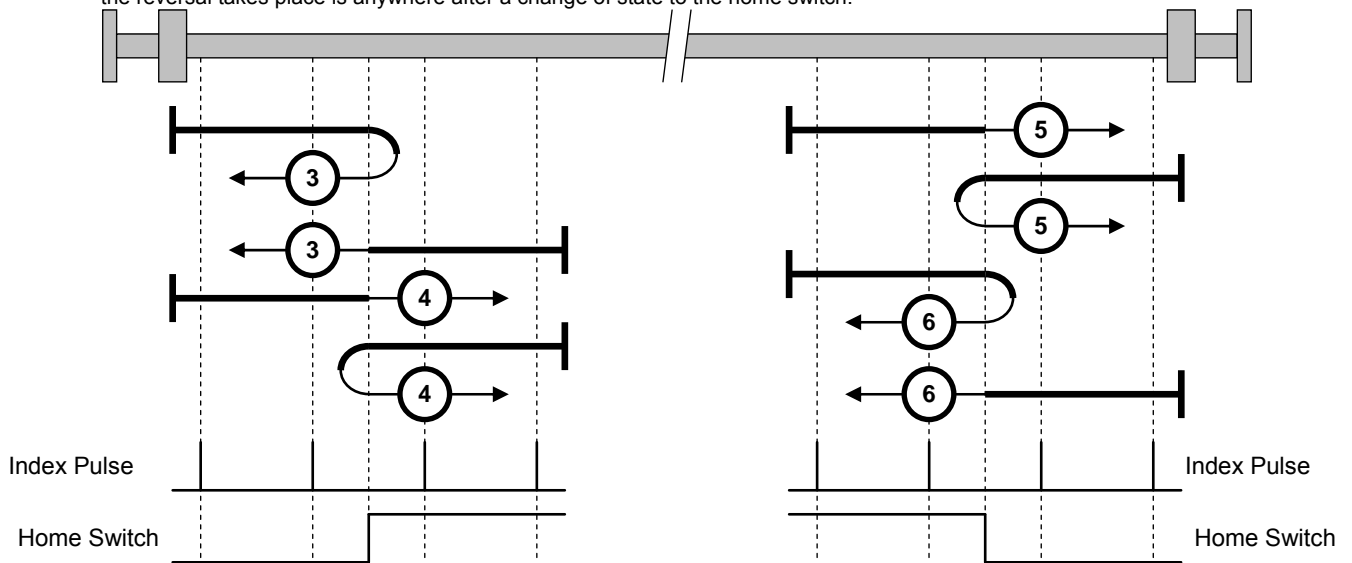 the reversal takes place is anywhere after a change of state to the home switch.
5
3
5
3
4
6
4
6
Index Pulse
Index Pulse
Home Switch
Home Switch